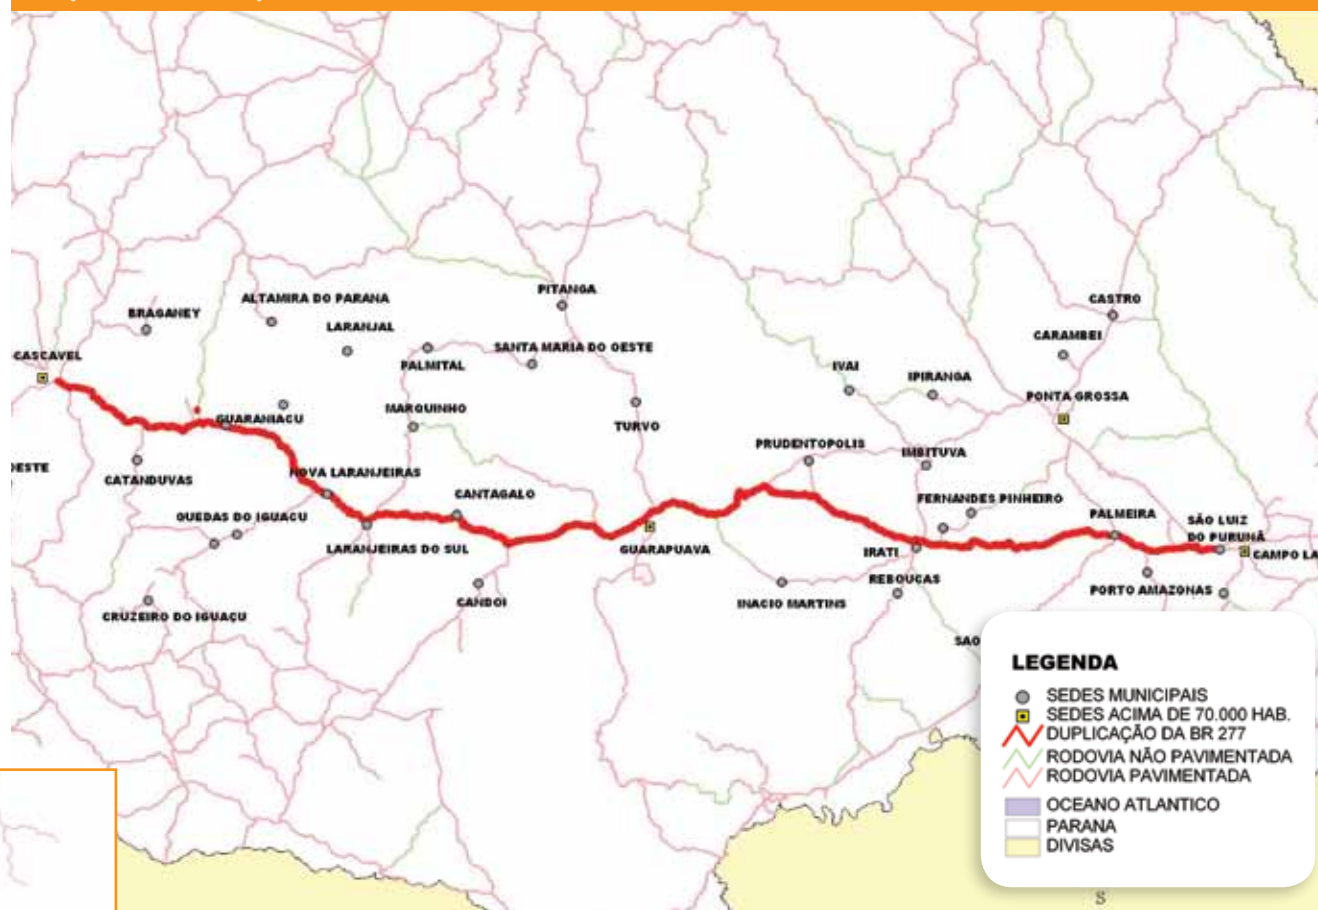 PITANGA
ALTAMIRA DO PARANA
CASTRO
BRAGANEY
LARANJAL
CARAMBEI
SANTA MARIA DO OESTE
CASCAVEL
PALMITAL
IVAI
IPIRANGA
PONTA GROSSA
MARQUINHO
GUARANIACU
TURVO
PRUDENTOPOLIS
IMBITUVA
OESTE
NOVA LARANJEIRAS
CATANDUVAS
CANTAGALO
FERNANDES PINHEIRO
QUEDAS DO IGUACU
PALMEIRA
SÃO LUIZ
DO PURUNÃ
LARANJEIRAS DO SUL
GUARAPUAVA
IRATI
CAMPO LA
REBOUCAS
PORTO AMAZONAS
CANDOI
INACIO MARTINS
CRUZEIRO DO IGUAÇU
SAO
LEGENDA
SEDES MUNICIPAIS
SEDES ACIMA DE 70.000 HAB.
DUPLICAÇÃO DA BR 277
RODOVIA NÃO PAVIMENTADA
RODOVIA PAVIMENTADA
OCEANO ATLANTICO
PARANA
DIVISAS
S